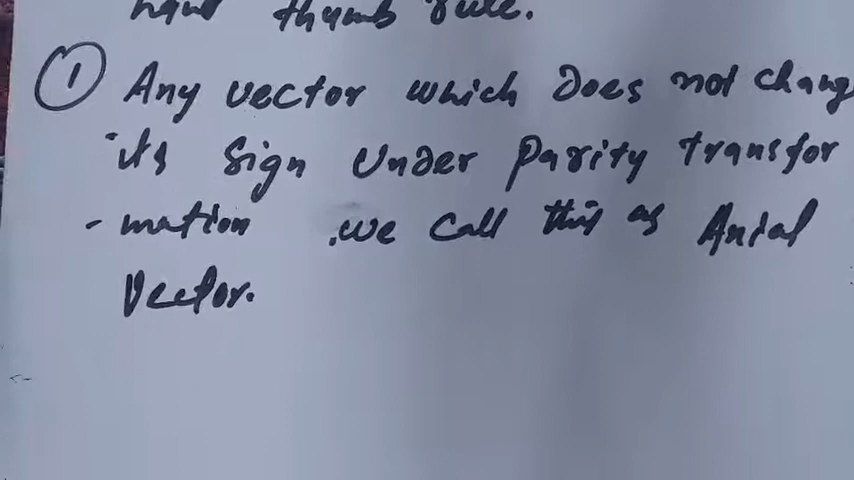 hand thumb rule.
① Any vector which does not chang
its sign under parity transfor
- mation .we call this as Axial
Vector.